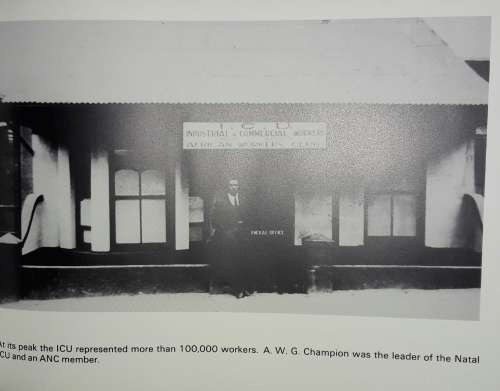 I. C. U.
INDUSTRIAL & COMMERCIAL WORKERS
AFRICAN WORKERS CLUB
OFFICE
At its peak the ICU represented more than 100,000 workers. A. W. G. Champion was the leader of the Natal
ICU and an ANC member.